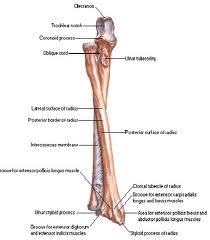 Olecranon
Trochlear notch
Coronoid process
Oblique cord
Ulnar tuberosity
Lateral surface of radius
Posterior border of radius
Posterior surface of radius
Interosseous membrane
Groove for extensor pollicis longus muscle
Dorsal tubercle of radius
Groove for extensor carpi radialis
longus and brevis muscles
Ulnar styloid process
Area for extensor pollicis brevis and
abductor pollicis longus muscles
Groove for extensor digitorum
and extensor indicis muscles
Styloid process of radius